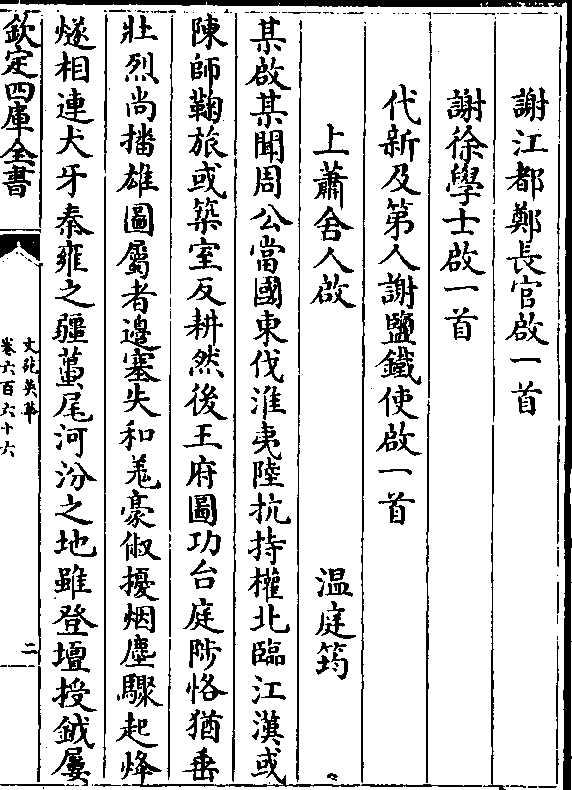 謝江都鄭長官啟一首
謝徐學士啟一首
代新及第人謝鹽鐵使啟一首
上蕭舍人啟 温庭筠
某啟某聞周公當國東伐淮夷陸抗持權北臨江漢或
陳師鞠旅或築室反耕然後王府圖功台庭陟恪猶垂
壯烈尚播雄圖屬者邊塞失和羌豪俶擾烟塵驟起烽
燧相連犬牙秦雍之疆蠆尾河汾之地雖登壇授鉞屢
欽定四庫全書
文苑英華
卷六百六十六
二